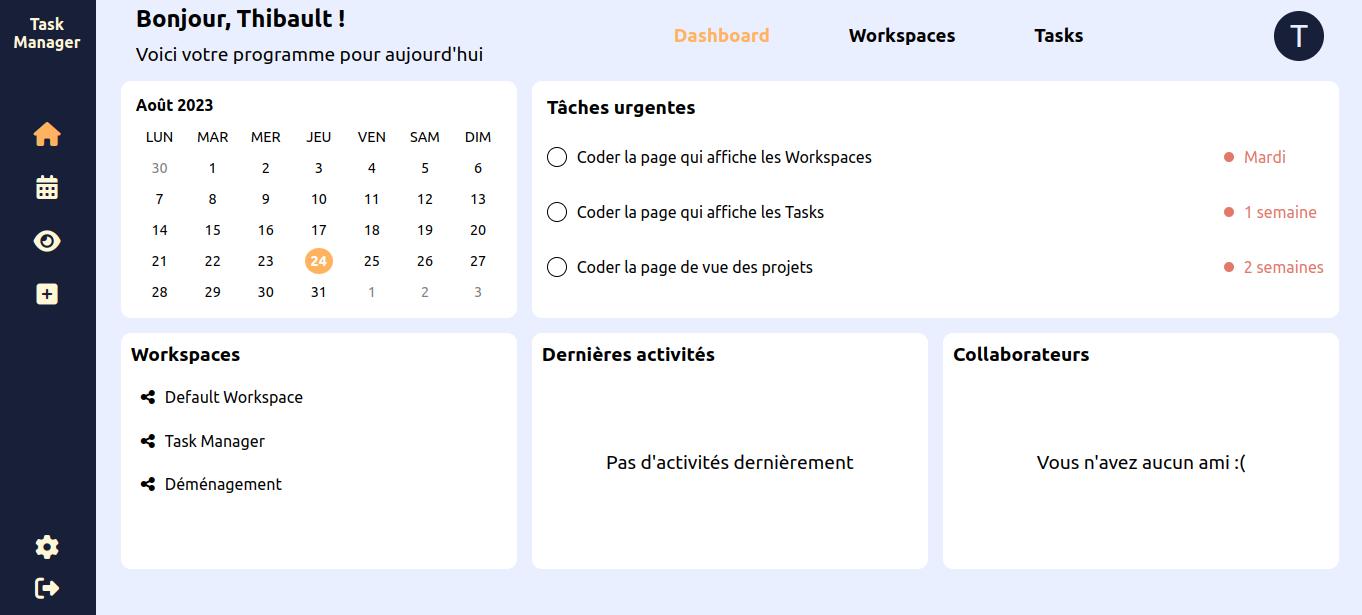 Task
Manager
Bonjour, Thibault !
Voici votre programme pour aujourd'hui
Dashboard Workspaces Tasks
T
Août 2023
LUN MAR MER JEU VEN SAM DIM
30 1 2 3 4 5 6
7 8 9 10 11 12 13
14 15 16 17 18 19 20
21 22 23 24 25 26 27
28 29 30 31 1 2 3
Tâches urgentes
Coder la page qui affiche les Workspaces Mardi
Coder la page qui affiche les Tasks 1 semaine
Coder la page de vue des projets 2 semaines
Workspaces
Default Workspace
Task Manager
Déménagement
Dernières activités
Pas d'activités dernièrement
Collaborateurs
Vous n'avez aucun ami :(